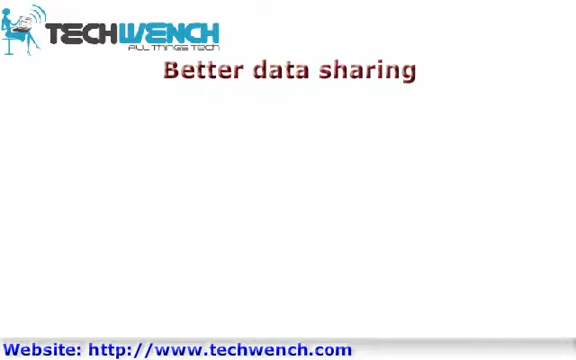 TECHWENCH
ALL THINGS TECH
Better data sharing
Website: http://www.techwench.com